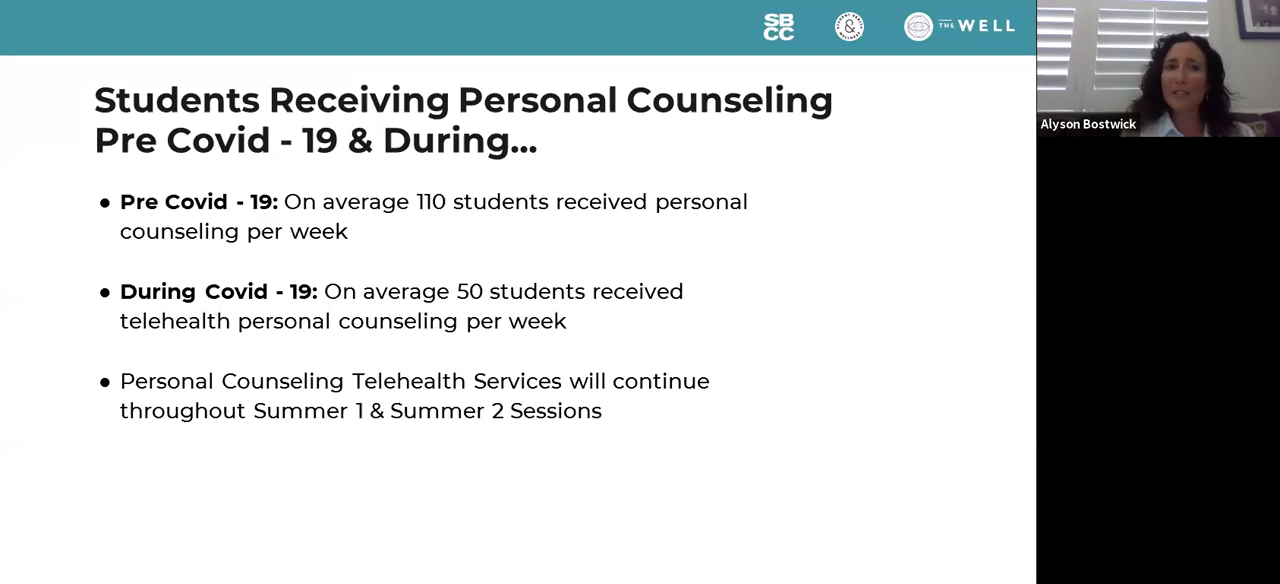 SB
CC
&
THE WELL
Alyson Bostwick
Students Receiving Personal Counseling
Pre Covid - 19 & During...
● Pre Covid - 19: On average 110 students received personal
counseling per week
● During Covid - 19: On average 50 students received
telehealth personal counseling per week
● Personal Counseling Telehealth Services will continue
throughout Summer 1 & Summer 2 Sessions